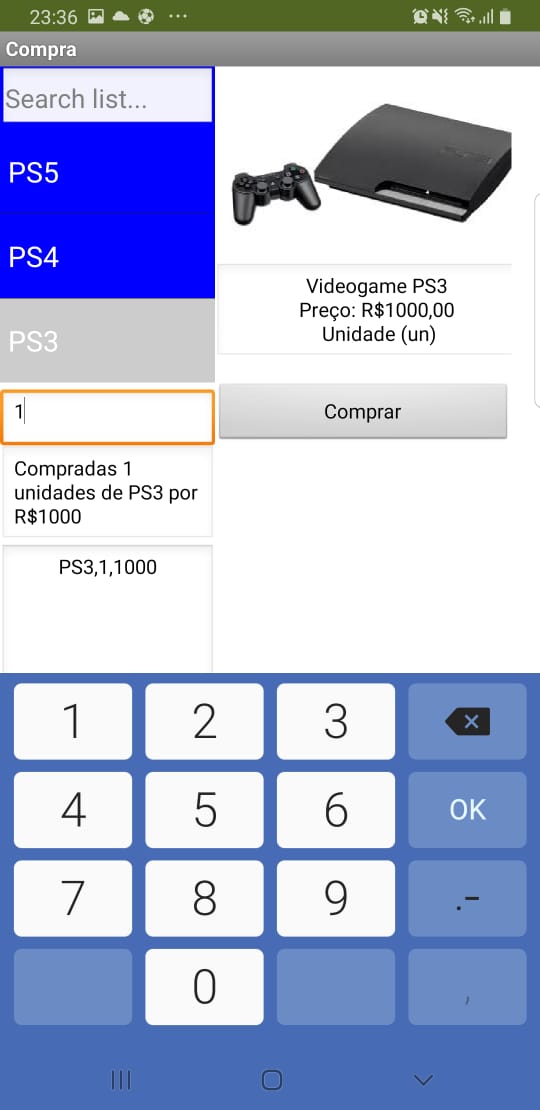 23:36
Compra
Search list...
PS5
PS4
PS3
Videogame PS3
Preço: R$1000,00
Unidade (un)
1
Comprar
Compradas 1
unidades de PS3 por
R$1000
PS3,1,1000
1 2 3
4 5 6 OK
7 8 9 .-
0 ,